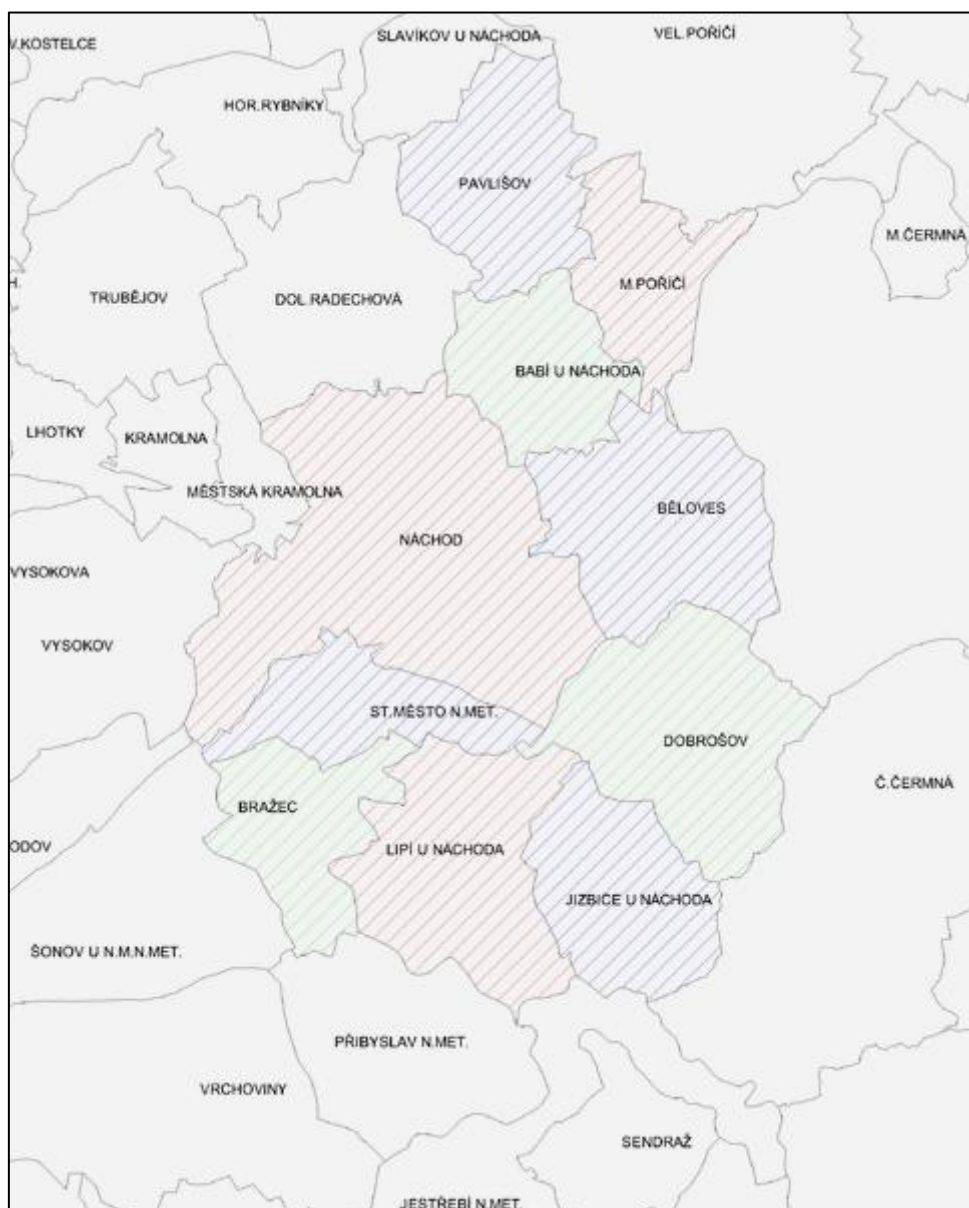 SLAVÍKOV U NÁCHODA
VEL.POŘÍČÍ
V.KOSTELCE
HOR.RYBNÍKY
PAVLIŠOV
M.ČERMNÁ
H.
TRUBĚJOV
DOL.RADECHOVÁ
M.POŘÍČÍ
BABÍ U NÁCHODA
LHOTKY
KRAMOLNA
MĚSTSKÁ KRAMOLNA
BĚLOVES
NÁCHOD
VYSOKOVA
VYSOKOV
ST.MĚSTO N.MET.
DOBROŠOV
Č.ČERMNÁ
BRAŽEC
ODOV
LIPÍ U NÁCHODA
JIZBICE U NÁCHODA
ŠONOV U N.M.N.MET.
PŘIBYSLAV N.MET.
VRCHOVINY
SENDRAŽ
JESTŘEBÍ N.MET.